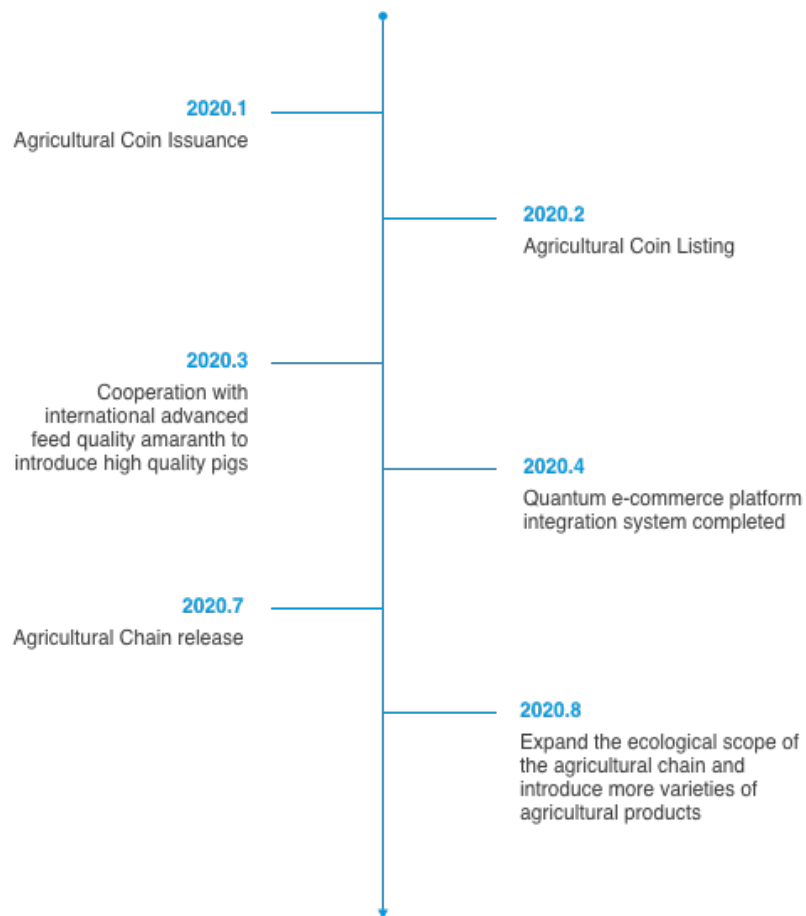 2020.1
Agricultural Coin Issuance
2020.2
Agricultural Coin Listing
2020.3
Cooperation with
international advanced
feed quality amaranth to
introduce high quality pigs
2020.4
Quantum e-commerce platform
integration system completed
2020.7
Agricultural Chain release
2020.8
Expand the ecological scope of
the agricultural chain and
introduce more varieties of
agricultural products